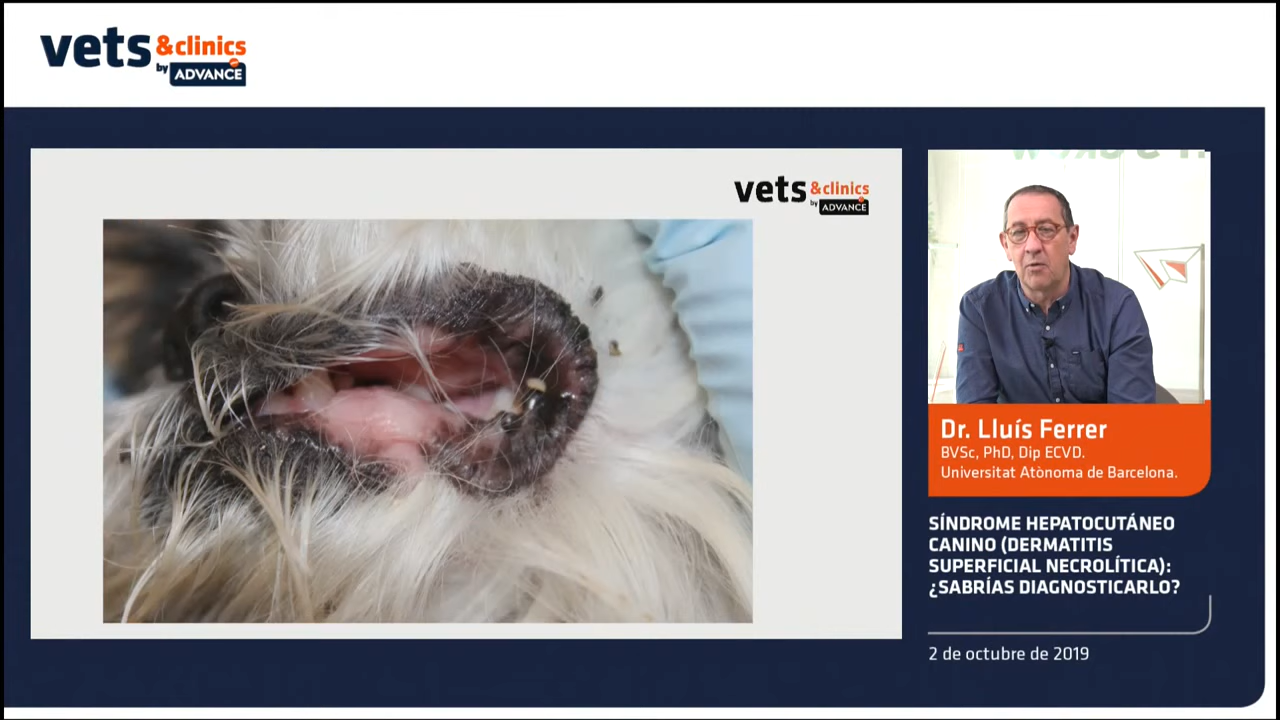 vets &clinics
by ADVANCE
vets &clinics
by ADVANCE
Dr. Lluís Ferrer
BVSc, PhD, Dip ECVD.
Universitat Autònoma de Barcelona.
SÍNDROME HEPATOCUTÁNEO
CANINO (DERMATITIS
SUPERFICIAL NECROLÍTICA):
¿SABRÍAS DIAGNOSTICARLO?
2 de octubre de 2019